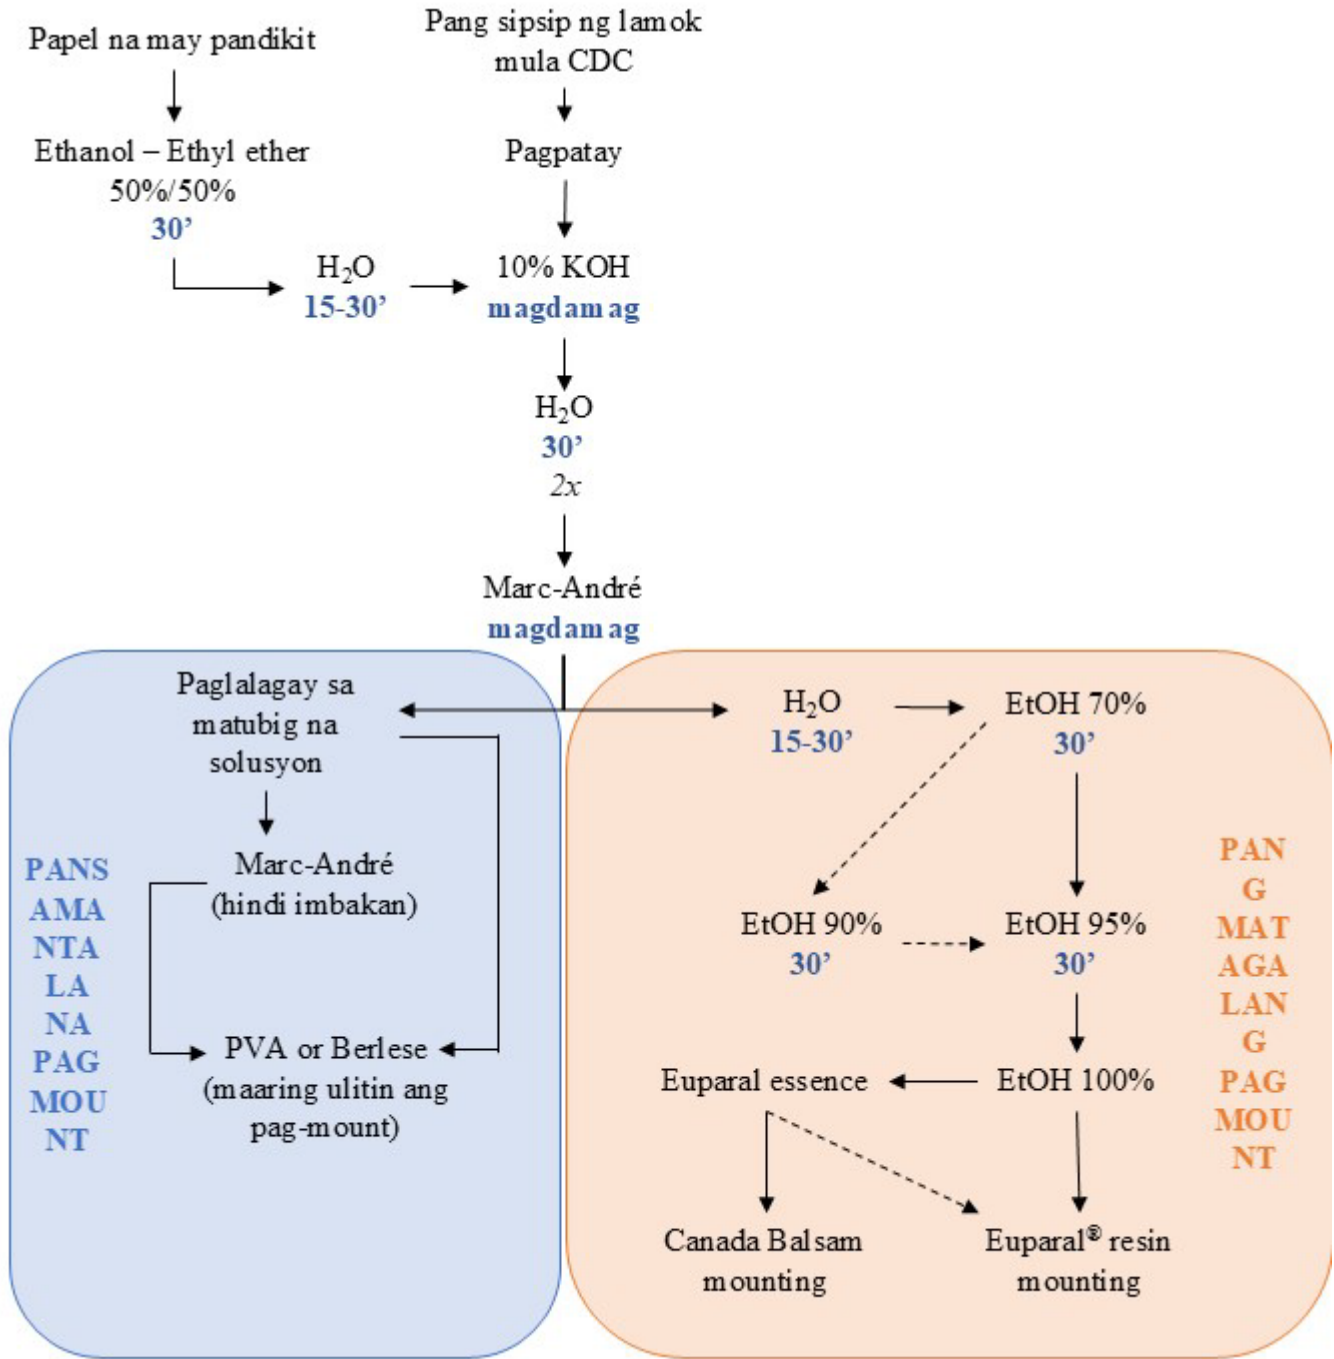 Papel na may pandikit
Pang sipsip ng lamok
mula CDC
Ethanol – Ethyl ether
50%/50%
30’
Pagpatay
H₂O
15-30’
10% KOH
magdamag
H₂O
30’
2x
Marc-André
magdamag
Paglalagay sa
matubig na
solusyon
Marc-André
(hindi imbakan)
PVA or Berlese
(maaring ulitin ang
pag-mount)
PANS
AMA
NTA
LA
NA
PAG
MOU
NT
H₂O
15-30’
EtOH 70%
30’
EtOH 90%
30’
EtOH 95%
30’
Euparal essence
EtOH 100%
Canada Balsam
mounting
Euparal® resin
mounting
PAN
G
MAT
AGA
LAN
G
PAG
MOU
NT